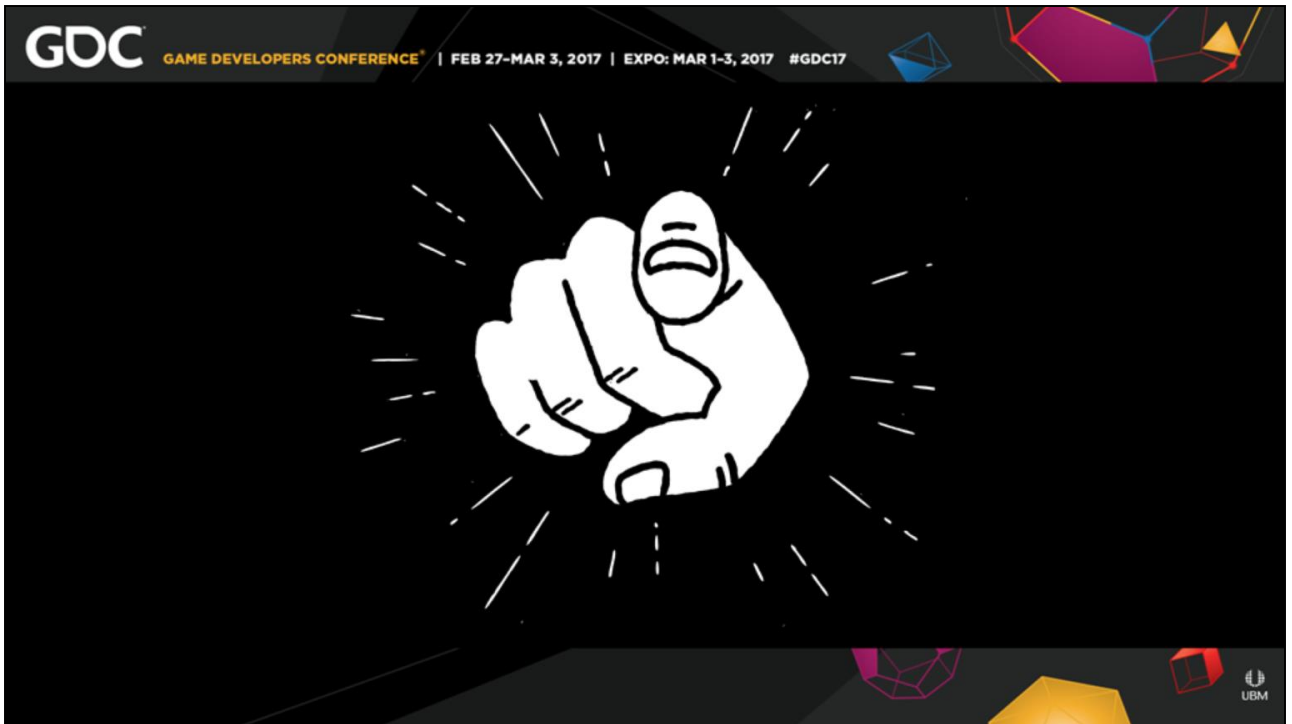 GDC GAME DEVELOPERS CONFERENCE® | FEB 27–MAR 3, 2017 | EXPO: MAR 1–3, 2017 #GDC17
UBM